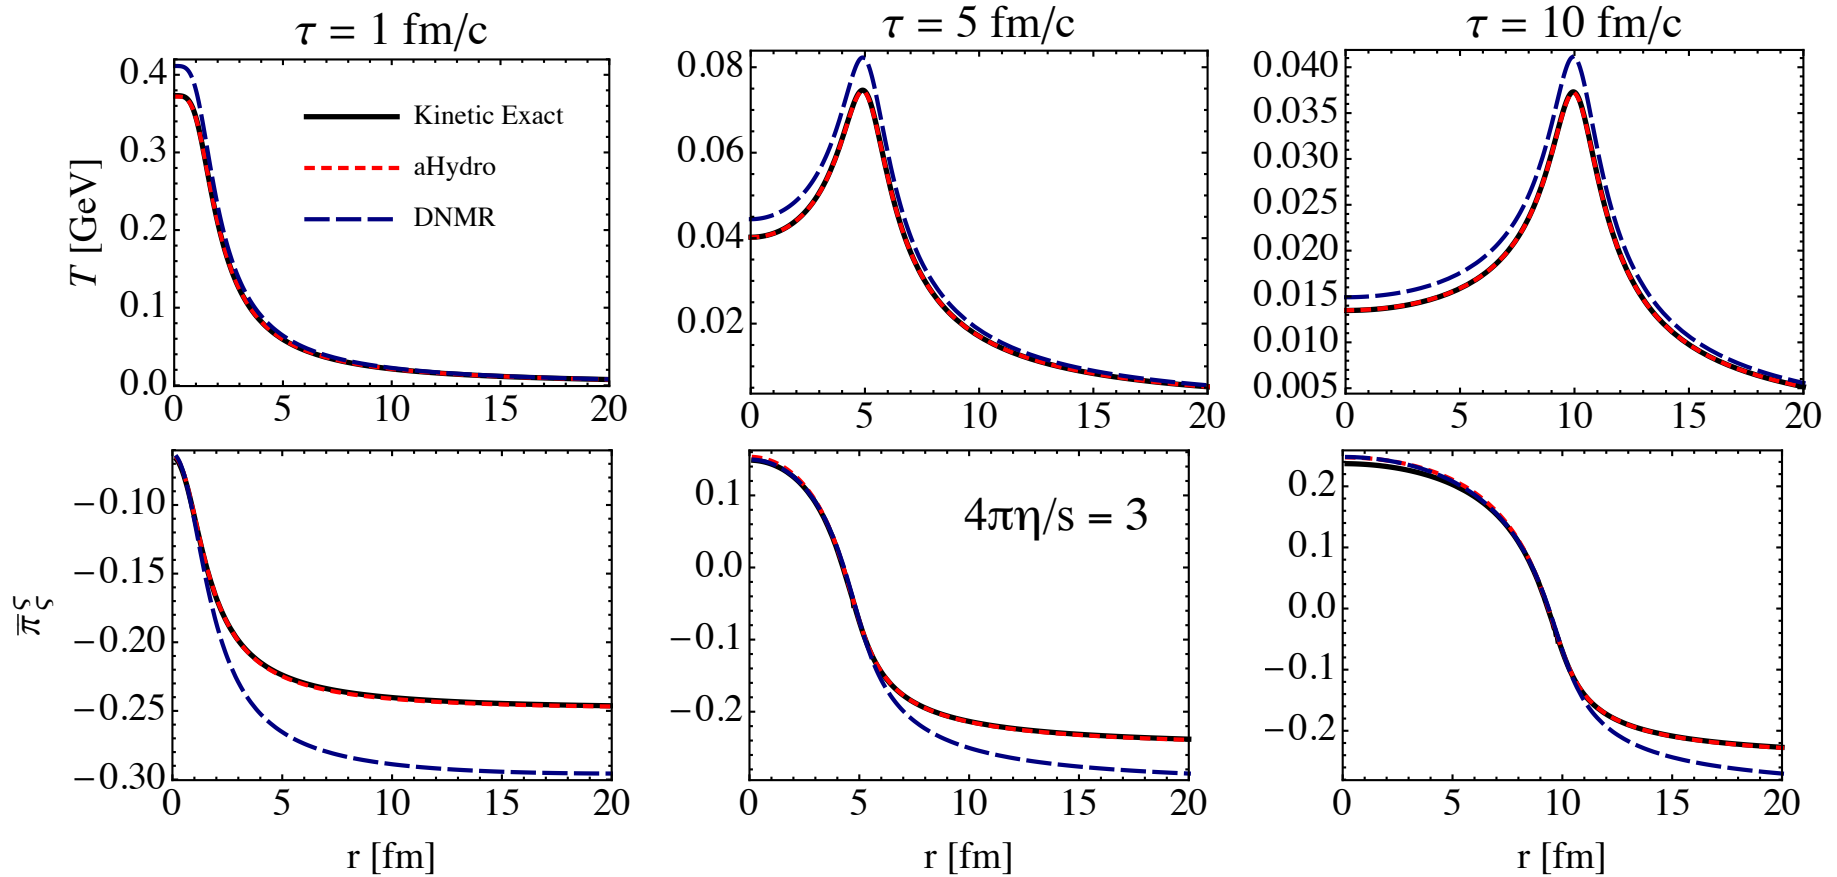 τ = 1 fm/c
τ = 5 fm/c
τ = 10 fm/c
T [GeV]
0.4
0.3
0.2
0.1
0.0
0 5 10 15 20
Kinetic Exact
aHydro
DNMR
0.08
0.06
0.04
0.02
0 5 10 15 20
0.040
0.035
0.030
0.025
0.020
0.015
0.010
0.005
0 5 10 15 20
π̅ςς
−0.10
−0.15
−0.20
−0.25
−0.30
0 5 10 15 20
r [fm]
0.1
0.0
−0.1
−0.2
4πη/s = 3
0 5 10 15 20
r [fm]
0.2
0.1
0.0
−0.1
−0.2
0 5 10 15 20
r [fm]